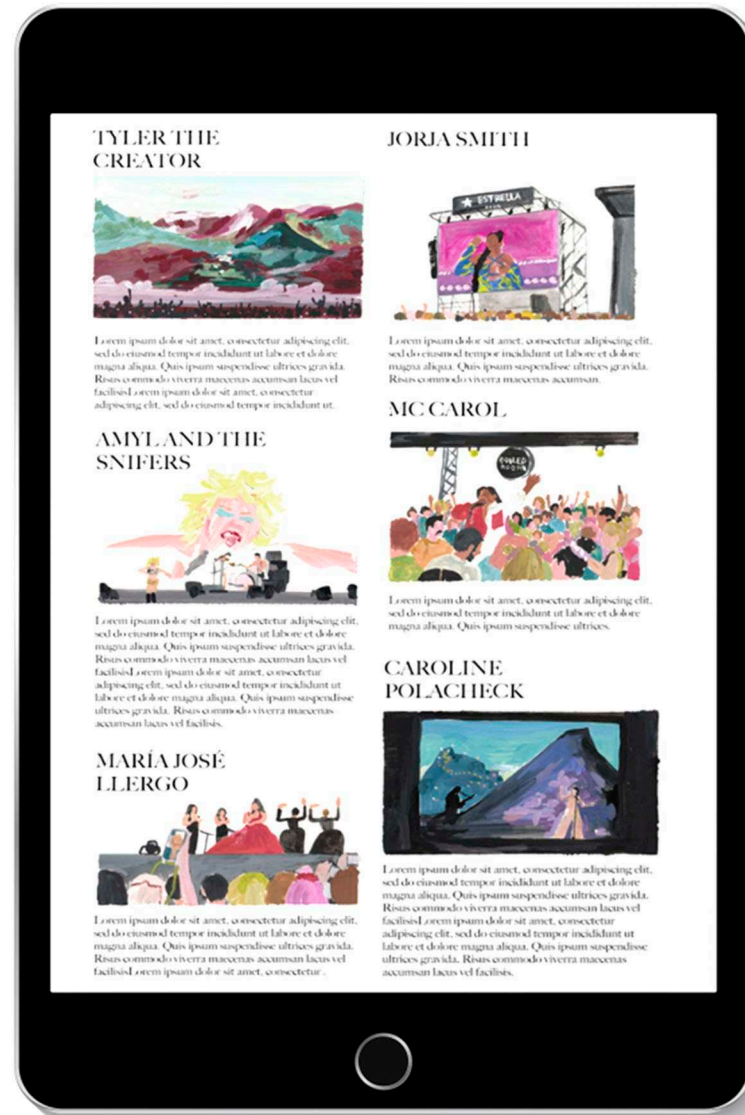 TYLER THE
CREATOR
Lorem ipsum dolor sit amet, consectetur adipiscing elit,
sed do eiusmod tempor incididunt ut labore et dolore
magna aliqua. Quis ipsum suspendisse ultrices gravida.
Risus commodo viverra maecenas accumsan lacus vel
facilisisLorem ipsum dolor sit amet, consectetur
adipiscing elit, sed do eiusmod tempor incididunt ut.
AMYL AND THE
SNIFERS
Lorem ipsum dolor sit amet, consectetur adipiscing elit,
sed do eiusmod tempor incididunt ut labore et dolore
magna aliqua. Quis ipsum suspendisse ultrices gravida.
Risus commodo viverra maecenas accumsan lacus vel
facilisisLorem ipsum dolor sit amet, consectetur
adipiscing elit, sed do eiusmod tempor incididunt ut
labore et dolore magna aliqua. Quis ipsum suspendisse
ultrices gravida. Risus commodo viverra maecenas
accumsan lacus vel facilisis.
MARÍA JOSÉ
LLERGO
Lorem ipsum dolor sit amet, consectetur adipiscing elit,
sed do eiusmod tempor incididunt ut labore et dolore
magna aliqua. Quis ipsum suspendisse ultrices gravida.
Risus commodo viverra maecenas accumsan lacus vel
facilisisLorem ipsum dolor sit amet, consectetur .
JORJA SMITH
ESTRELLA
Lorem ipsum dolor sit amet, consectetur adipiscing elit,
sed do eiusmod tempor incididunt ut labore et dolore
magna aliqua. Quis ipsum suspendisse ultrices gravida.
Risus commodo viverra maecenas accumsan.
MC CAROL
BOILER
ROOM
Lorem ipsum dolor sit amet, consectetur adipiscing elit,
sed do eiusmod tempor incididunt ut labore et dolore
magna aliqua. Quis ipsum suspendisse ultrices.
CAROLINE
POLACHECK
Lorem ipsum dolor sit amet, consectetur adipiscing elit,
sed do eiusmod tempor incididunt ut labore et dolore
magna aliqua. Quis ipsum suspendisse ultrices gravida.
Risus commodo viverra maecenas accumsan lacus vel
facilisisLorem ipsum dolor sit amet, consectetur
adipiscing elit, sed do eiusmod tempor incididunt ut
labore et dolore magna aliqua. Quis ipsum suspendisse
ultrices gravida. Risus commodo viverra maecenas
accumsan lacus vel facilisis.